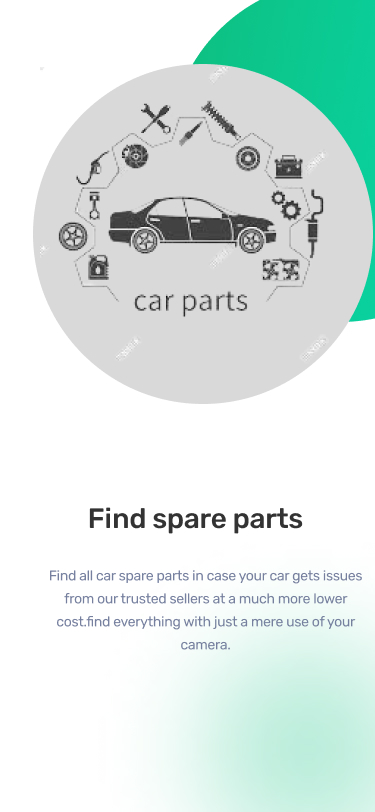 car parts
Find spare parts
Find all car spare parts in case your car gets issues
from our trusted sellers at a much more lower
cost.find everything with just a mere use of your
camera.